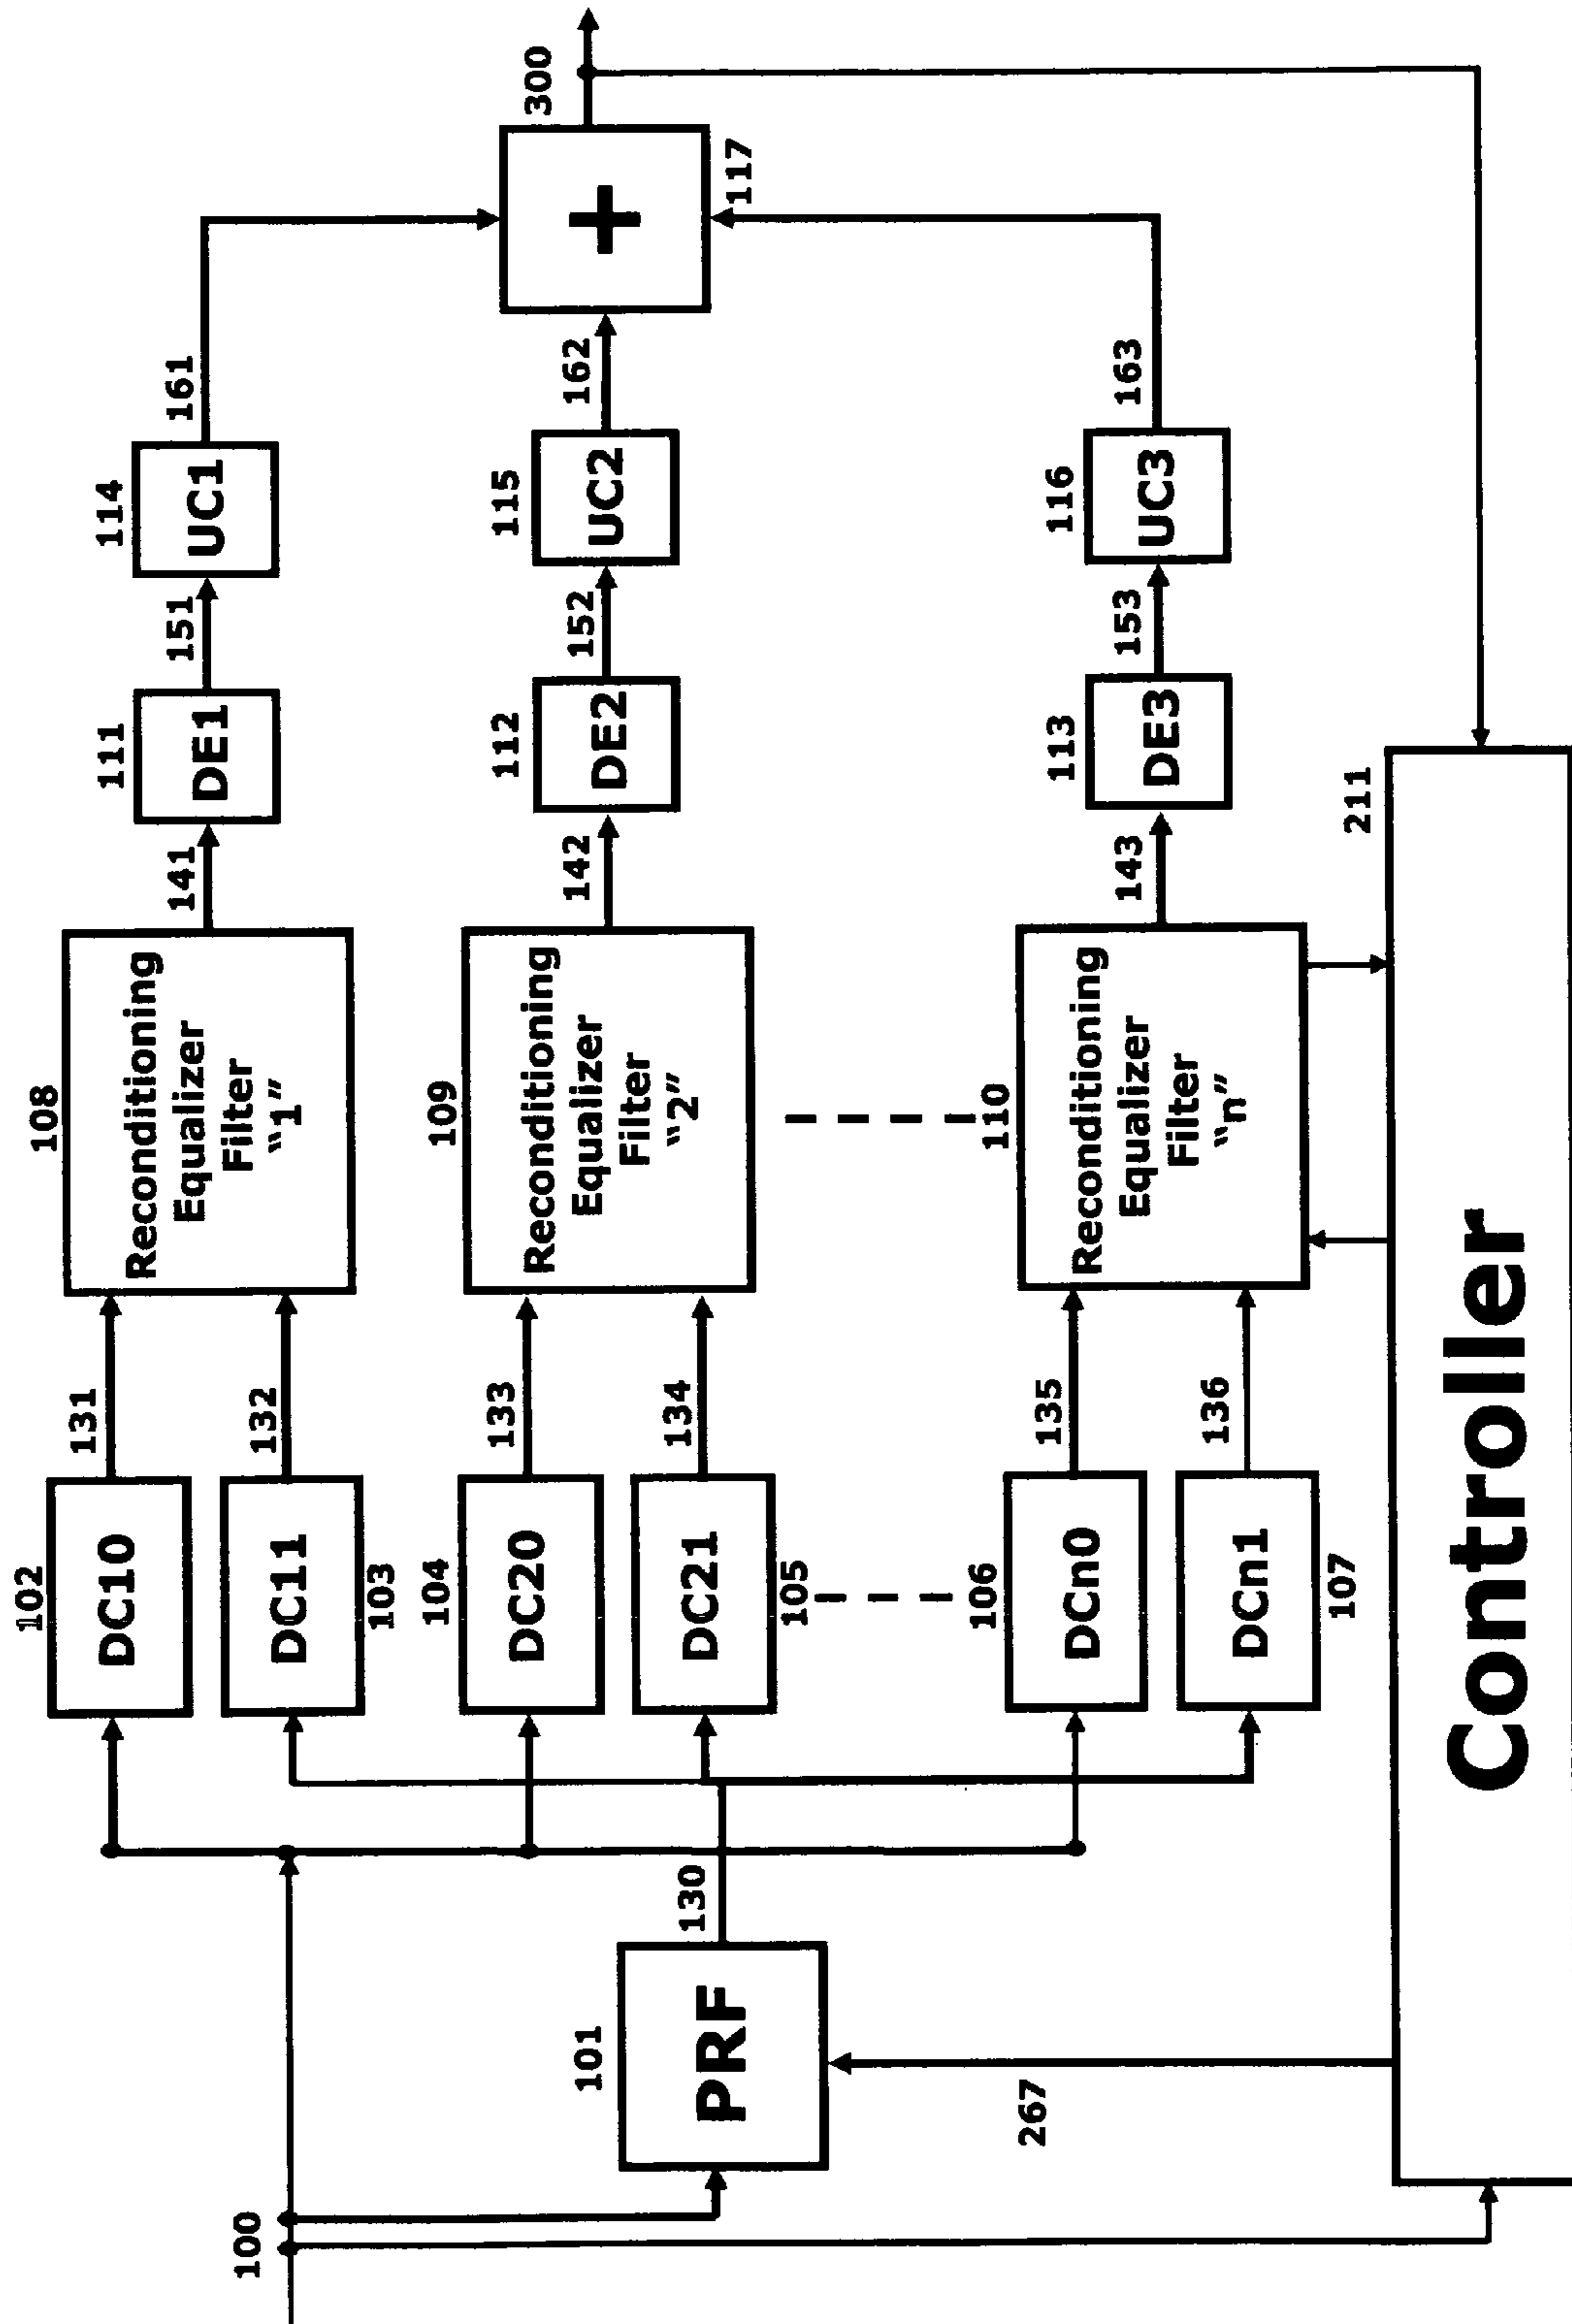 100
101
PRF
130
267
102
DC10
131
DC11
103
132
104
DC20
133
DC21
105
134
106
DCn0
135
DCn1
107
136
108
Reconditioning
Equalizer
Filter
“1”
109
Reconditioning
Equalizer
Filter
“2”
110
Reconditioning
Equalizer
Filter
“n”
141
142
143
111
DE1
112
DE2
113
DE3
151
152
153
114
UC1
115
UC2
116
UC3
161
162
163
+
117
300
211
Controller